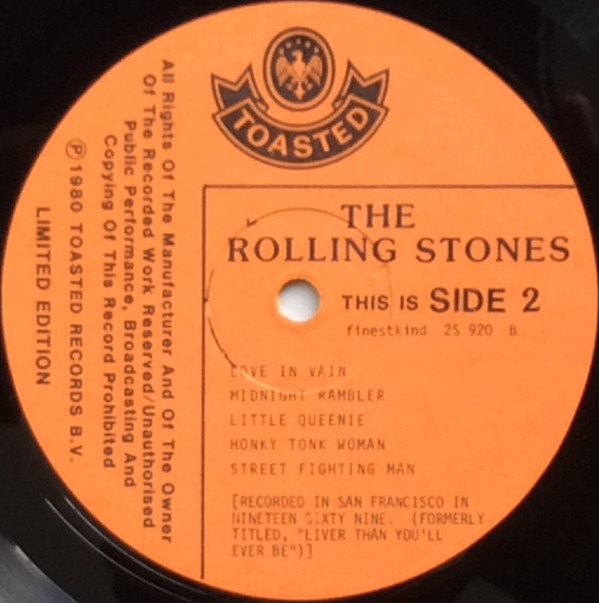 TOASTED
THE
ROLLING STONES
THIS IS SIDE 2
finestkind 2S 920 B
LOVE IN VAIN
MIDNIGHT RAMBLER
LITTLE QUEENIE
HONKY TONK WOMAN
STREET FIGHTING MAN
[RECORDED IN SAN FRANCISCO IN
NINETEEN SIXTY NINE. (FORMERLY
TITLED, "LIVER THAN YOU'LL
EVER BE")]
All Rights Of The Manufacturer And Of The Owner
Of The Recorded Work Reserved/Unauthorised
Public Performance, Broadcasting And
Copying Of This Record Prohibited
℗ 1980 TOASTED RECORDS B.V.
LIMITED EDITION